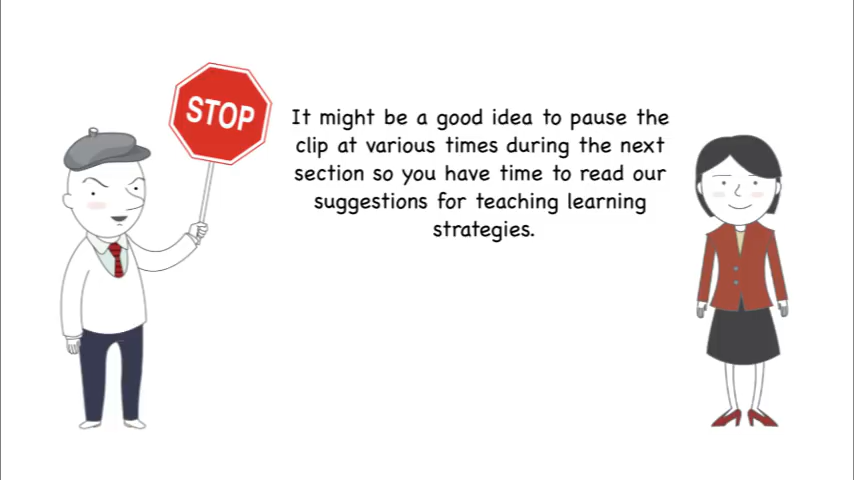 STOP
It might be a good idea to pause the
clip at various times during the next
section so you have time to read our
suggestions for teaching learning
strategies.